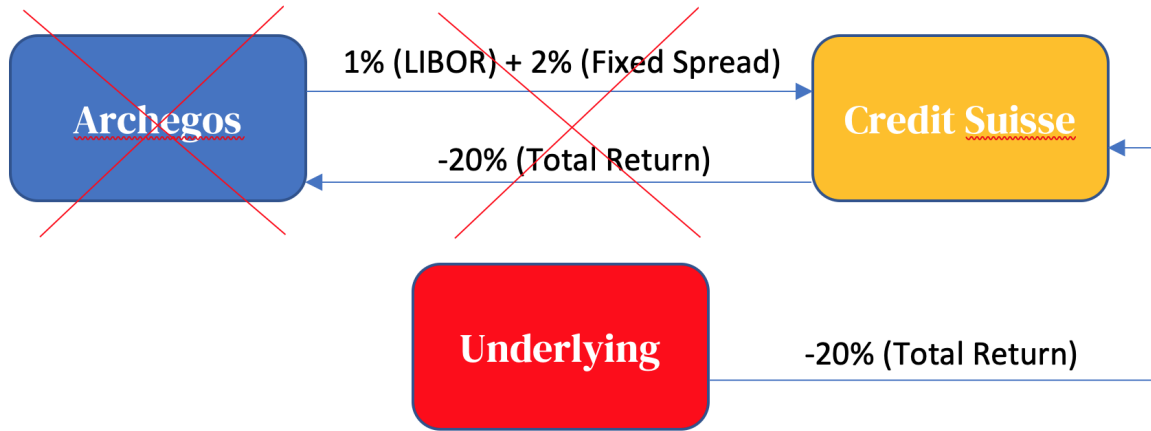 1% (LIBOR) + 2% (Fixed Spread)
Archegos
Credit Suisse
-20% (Total Return)
Underlying
-20% (Total Return)